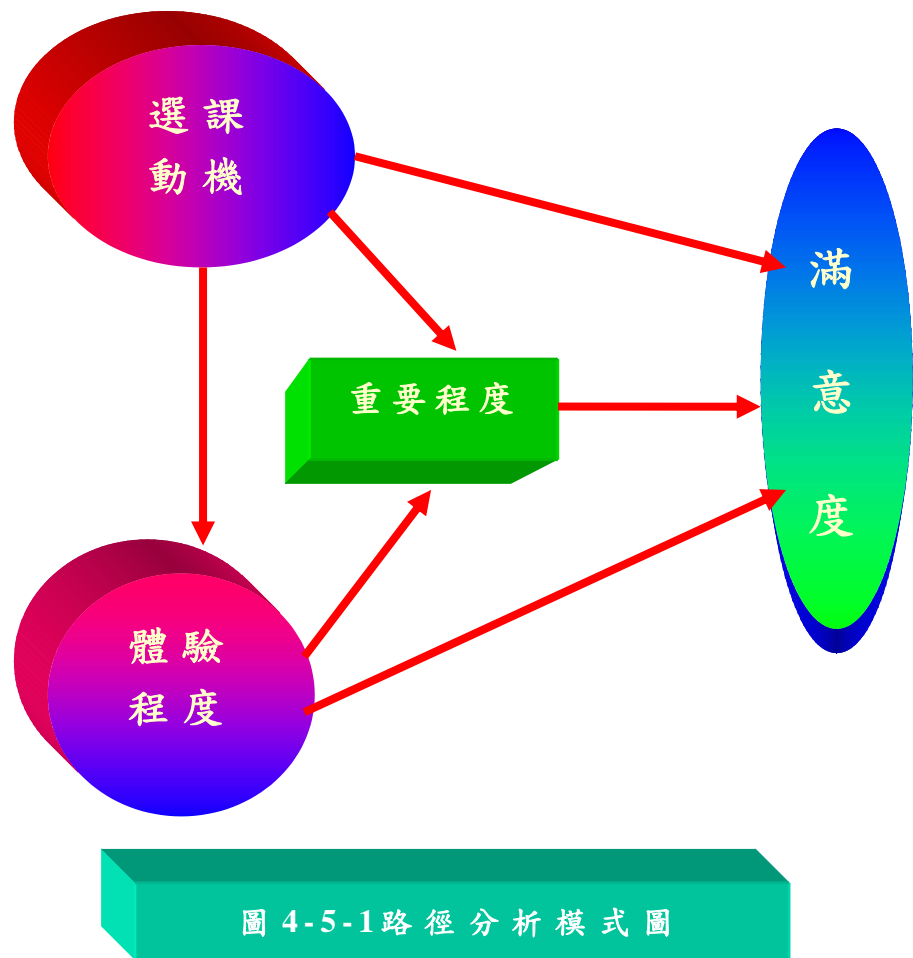 選課
動機
重要程度
滿
意
度
體驗
程度
圖 4-5-1路徑分析模式圖